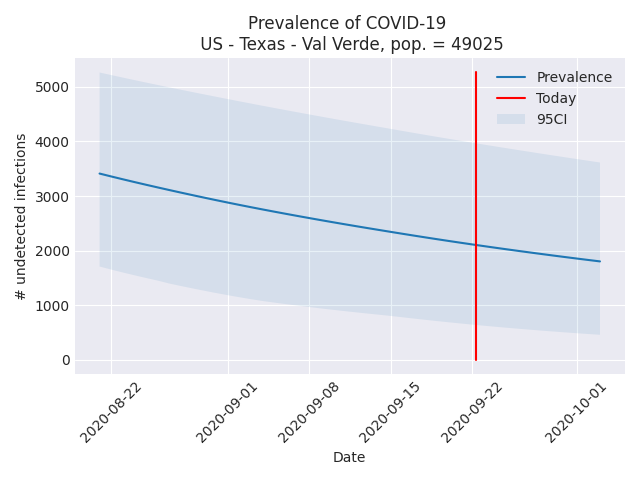 Prevalence of COVID-19
US - Texas - Val Verde, pop. = 49025
Prevalence
Today
95CI
# undetected infections
5000
4000
3000
2000
1000
0
2020-08-22
2020-09-01
2020-09-08
2020-09-15
2020-09-22
2020-10-01
Date